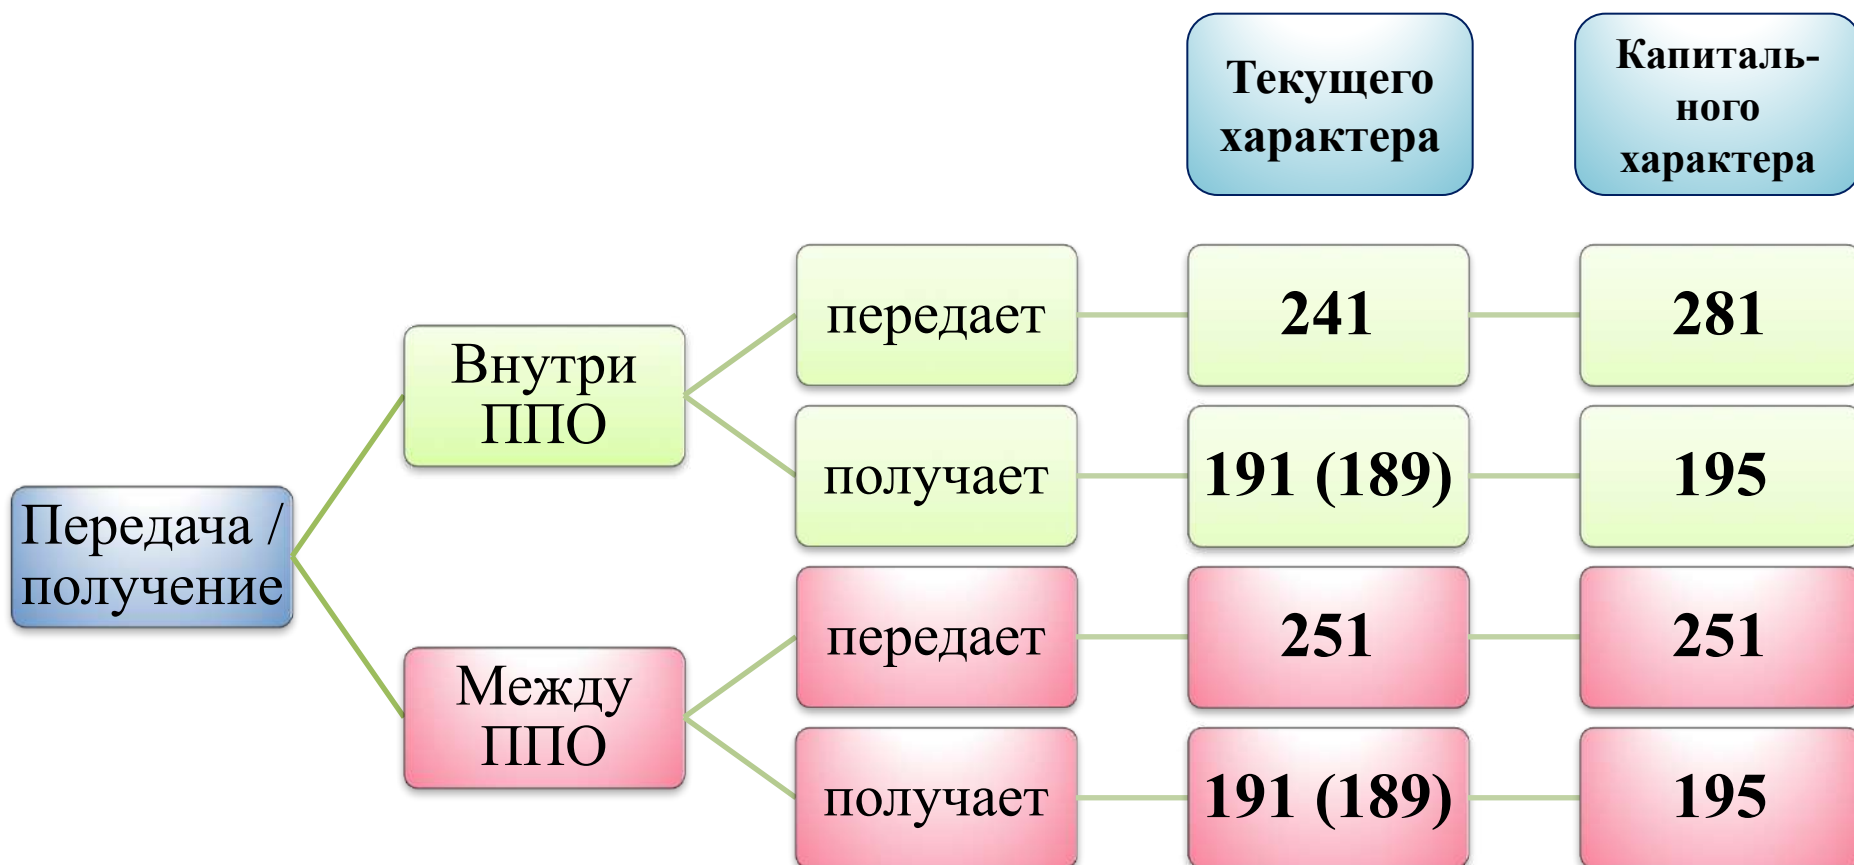 Текущего
характера
Капиталь-
ного
характера
передает
241
281
Внутри
ППО
получает
191 (189)
195
Передача /
получение
передает
251
251
Между
ППО
получает
191 (189)
195